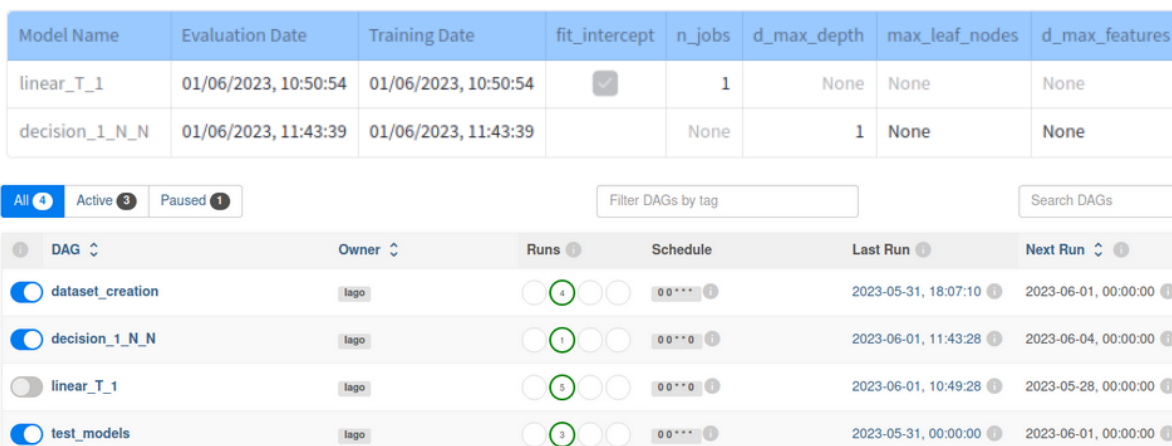 Model Name Evaluation Date Training Date fit_intercept n_jobs d_max_depth max_leaf_nodes d_max_features
linear_T_1 01/06/2023, 10:50:54 01/06/2023, 10:50:54 1 None None None
decision_1_N_N 01/06/2023, 11:43:39 01/06/2023, 11:43:39 None 1 None None
All 4 Active 3 Paused 1 Filter DAGs by tag Search DAGs
DAG Owner Runs Schedule Last Run Next Run
dataset_creation Iago 4 0 0 * * * 2023-05-31, 18:07:10 2023-06-01, 00:00:00
decision_1_N_N Iago 1 0 0 * * 0 2023-06-01, 11:43:28 2023-06-04, 00:00:00
linear_T_1 Iago 5 0 0 * * 0 2023-06-01, 10:49:28 2023-05-28, 00:00:00
test_models Iago 3 0 0 * * * 2023-05-31, 00:00:00 2023-06-01, 00:00:00